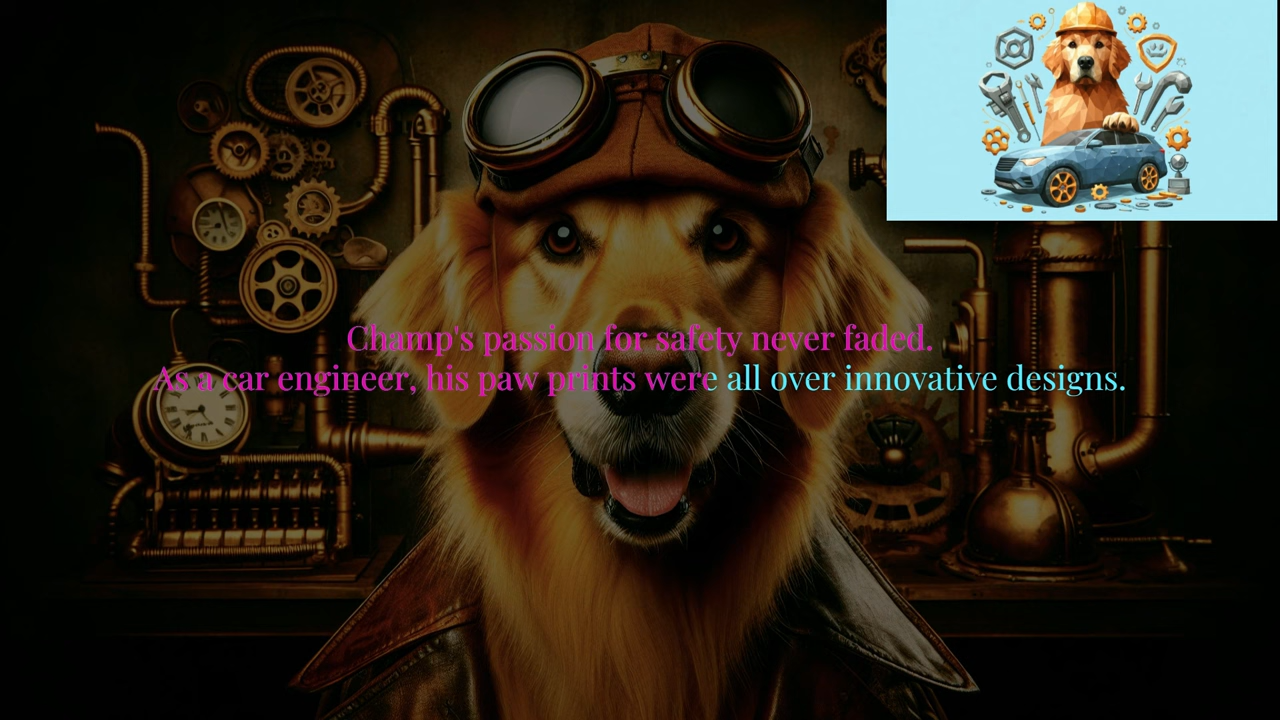 Champ's passion for safety never faded.
As a car engineer, his paw prints were all over innovative designs.